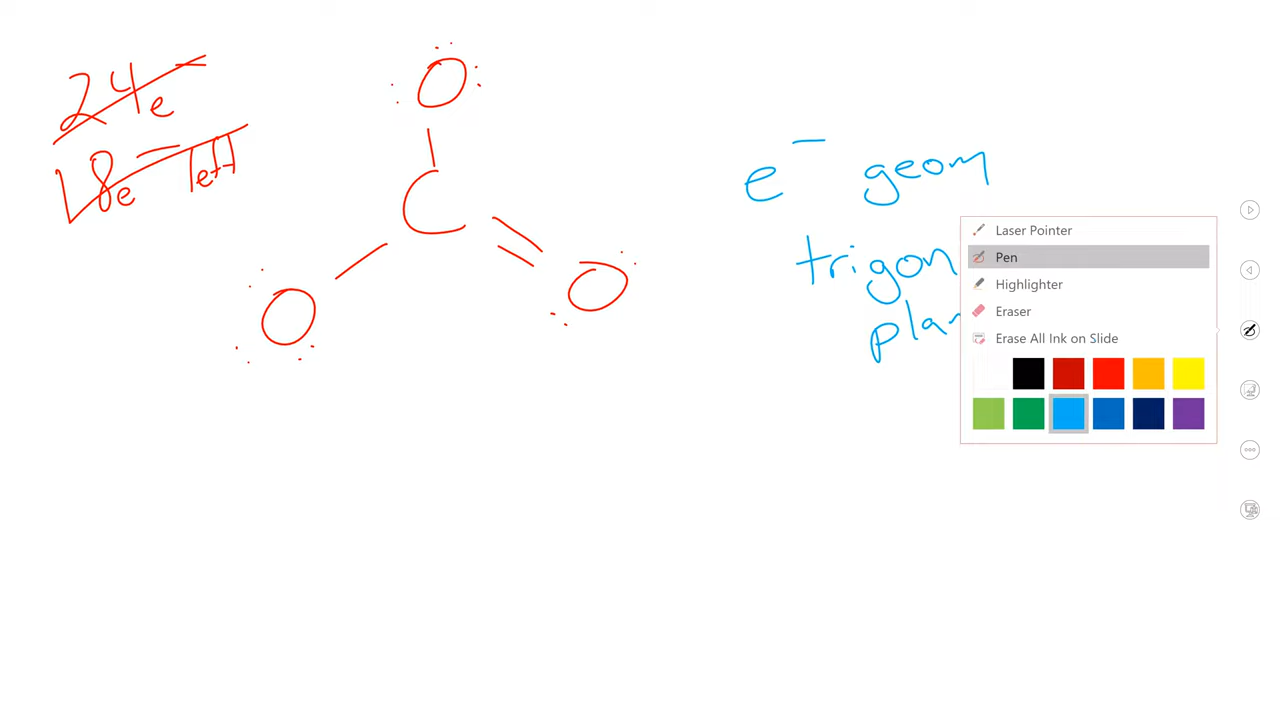 24e⁻
18e⁻ left
O
C
O
O
e⁻ geom
trigon
plan
Laser Pointer
Pen
Highlighter
Eraser
Erase All Ink on Slide